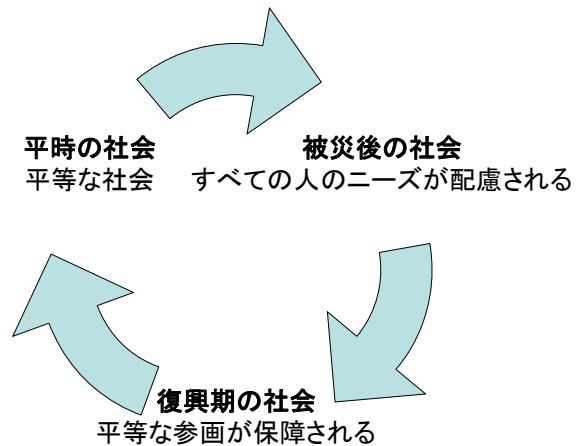 平時の社会
平等な社会
被災後の社会
すべての人のニーズが配慮される
復興期の社会
平等な参画が保障される